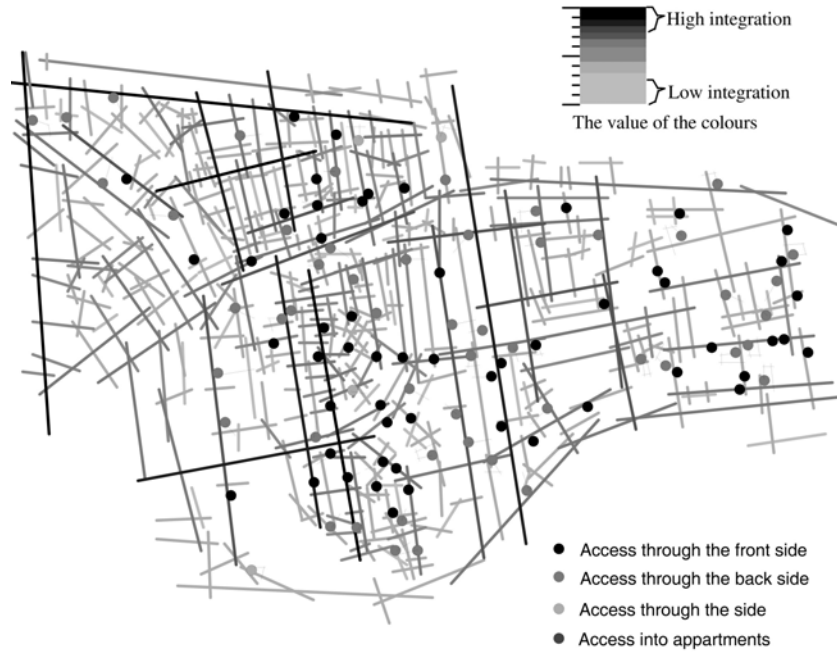 High integration
Low integration
The value of the colours
Access through the front side
Access through the back side
Access through the side
Access into appartments